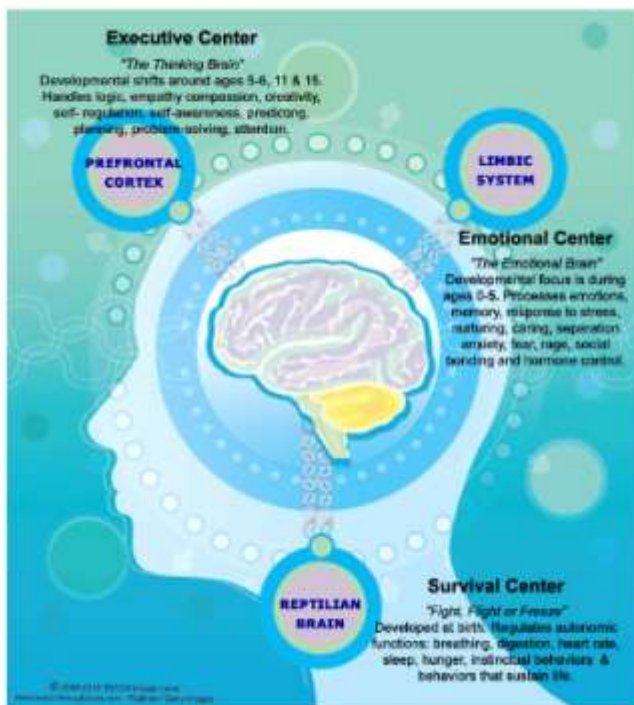 Executive Center
"The Thinking Brain"
Developmental shifts around ages 5-6, 11 & 15.
Handles logic, empathy compassion, creativity,
self- regulation, self-awareness, predicting,
planning, problem-solving, attention.
PREFRONTAL
CORTEX
LIMBIC
SYSTEM
Emotional Center
"The Emotional Brain"
Developmental focus is during
ages 0-5. Processes emotions,
memory, response to stress,
nurturing, caring, seperation
anxiety, fear, rage, social
bonding and hormone control.
REPTILIAN
BRAIN
Survival Center
"Fight, Flight or Freeze"
Developed at birth. Regulates autonomic
functions: breathing, digestion, heart rate,
sleep, hunger, instinctual behaviors &
behaviors that sustain life.